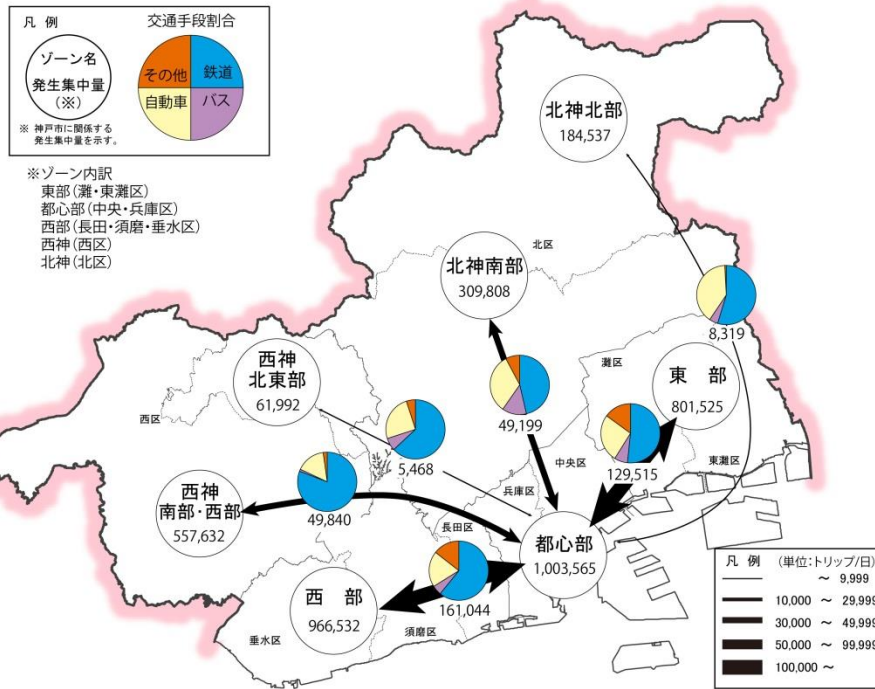 凡 例
交通手段割合
ゾーン名
発生集中量
(※)
その他
鉄道
自動車
バス
※ 神戸市に関係する
発生集中量を示す。
※ゾーン内訳
東部(灘・東灘区)
都心部(中央・兵庫区)
西部(長田・須磨・垂水区)
西神(西区)
北神(北区)
北神北部
184,537
北区
北神南部
309,808
8,319
灘区
東 部
801,525
西神
北東部
61,992
西区
49,199
5,468
129,515
中央区
東灘区
兵庫区
西神
南部・西部
557,632
49,840
長田区
都心部
1,003,565
西 部
966,532
161,044
垂水区
須磨区
凡 例 (単位:トリップ/日)
~ 9,999
10,000 ~ 29,999
30,000 ~ 49,999
50,000 ~ 99,999
100,000 ~